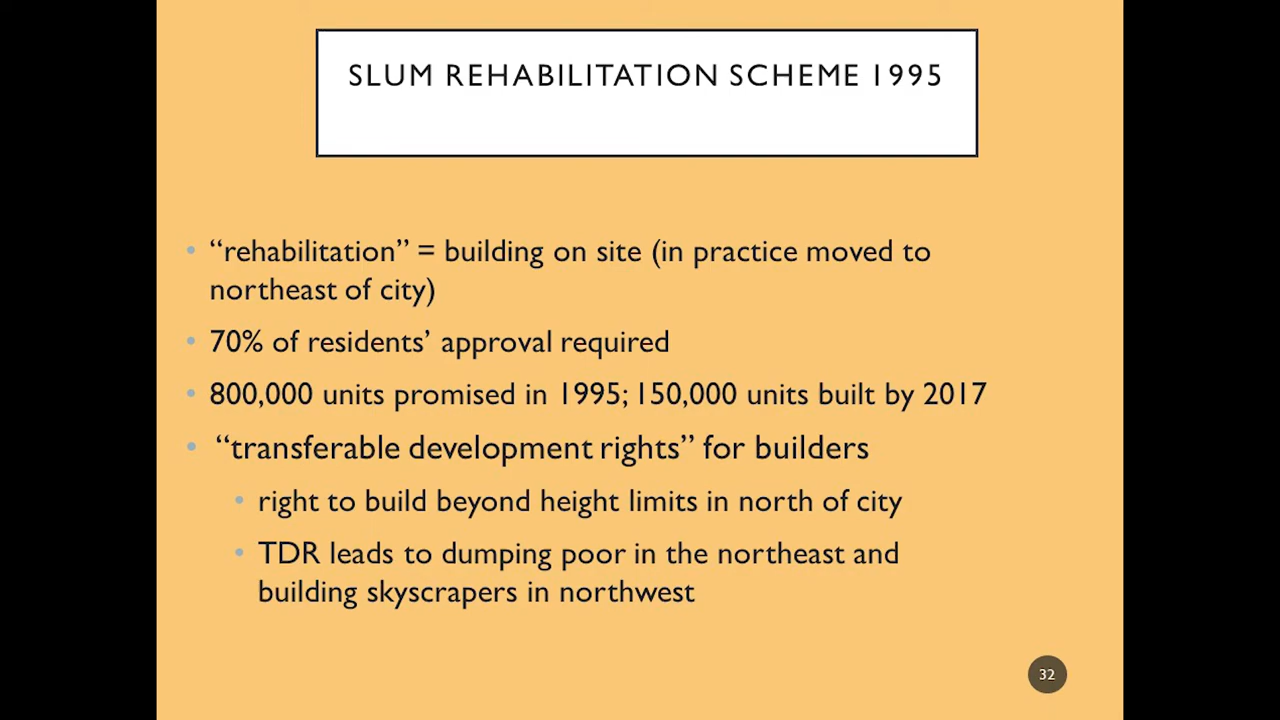 SLUM REHABILITATION SCHEME 1995
• “rehabilitation” = building on site (in practice moved to
northeast of city)
• 70% of residents’ approval required
• 800,000 units promised in 1995; 150,000 units built by 2017
• “transferable development rights” for builders
• right to build beyond height limits in north of city
• TDR leads to dumping poor in the northeast and
building skyscrapers in northwest
32